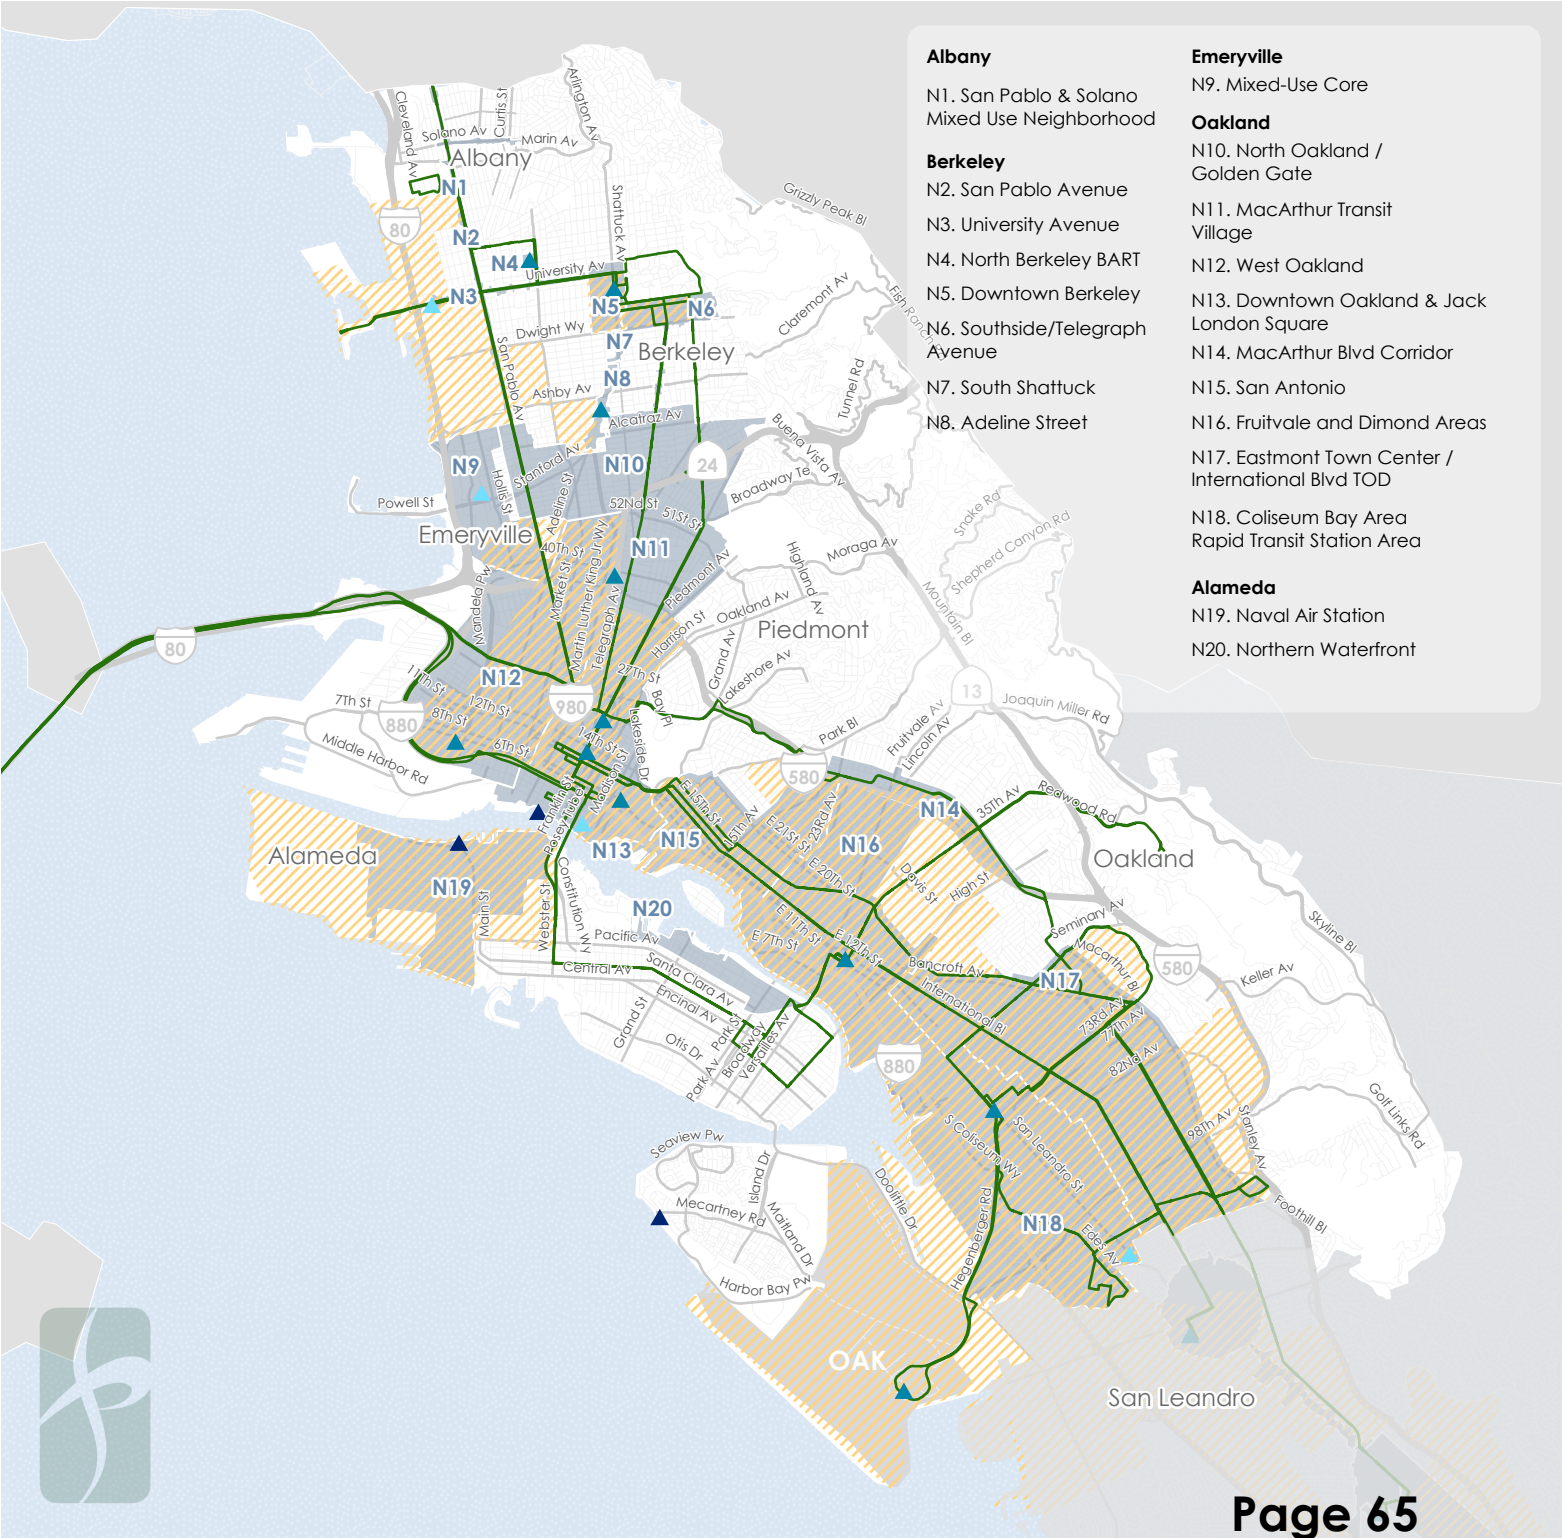 Albany
N1. San Pablo & Solano
Mixed Use Neighborhood
Berkeley
N2. San Pablo Avenue
N3. University Avenue
N4. North Berkeley BART
N5. Downtown Berkeley
N6. Southside/Telegraph
Avenue
N7. South Shattuck
N8. Adeline Street
Emeryville
N9. Mixed-Use Core
Oakland
N10. North Oakland /
Golden Gate
N11. MacArthur Transit
Village
N12. West Oakland
N13. Downtown Oakland & Jack
London Square
N14. MacArthur Blvd Corridor
N15. San Antonio
N16. Fruitvale and Dimond Areas
N17. Eastmont Town Center /
International Blvd TOD
N18. Coliseum Bay Area
Rapid Transit Station Area
Alameda
N19. Naval Air Station
N20. Northern Waterfront
Cleveland Av
Curtis St
Arlington Av
Solano Av
Marin Av
Albany
N1
Shattuck Av
Grizzly Peak Bl
80
N2
N4
University Av
N3
N5
N6
Claremont Av
Fish Ranch
Dwight Wy
N7
Berkeley
San Pablo Av
N8
Ashby Av
Tunnel Rd
Alcatraz Av
Buena Vista Av
N9
Stanford Av
N10
24
Hollis St
Broadway Te
Powell St
Adeline St
52Nd St
51St St
Snake Rd
Emeryville
40Th St
N11
Moraga Av
Shepherd Canyon Rd
Highland Av
Mandela Pw
Market St
Martin Luther King Jr Wy
Telegraph Av
Piedmont Av
Oakland Av
Mountain Bl
Harrison St
Piedmont
80
Grand Av
Lakeshore Av
11Th St
N12
27Th St
7Th St
12Th St
980
Bay Pl
13
Joaquin Miller Rd
880
8Th St
14Th St
Lakeside Dr
Park Bl
Fruitvale Av
Lincoln Av
Middle Harbor Rd
6Th St
Madison St
580
Franklin St
Posey Tube
E 15Th St
15Th Av
23Rd Av
N14
35Th Av
Redwood Rd
Alameda
N13
N15
E 21St St
N16
Oakland
N19
Constitution Wy
E 20Th St
Davis St
High St
Main St
Webster St
N20
E 11Th St
Seminary Av
Skyline Bl
Pacific Av
E 7Th St
E 12Th St
Macarthur Bl
Central Av
Santa Clara Av
Bancroft Av
N17
580
Keller Av
Encinal Av
International Bl
Grand St
Park St
Broadway
Versailles Av
73Rd Av
77Th Av
Otis Dr
82Nd Av
Park Av
880
Golf Links Rd
98Th Av
Stanley Av
Seaview Pw
S Coliseum Wy
San Leandro St
Island Dr
Doolittle Dr
Mecartney Rd
Maitland Dr
Hegenberger Rd
N18
Edes Av
Foothill Bl
Harbor Bay Pw
OAK
San Leandro
Page 65